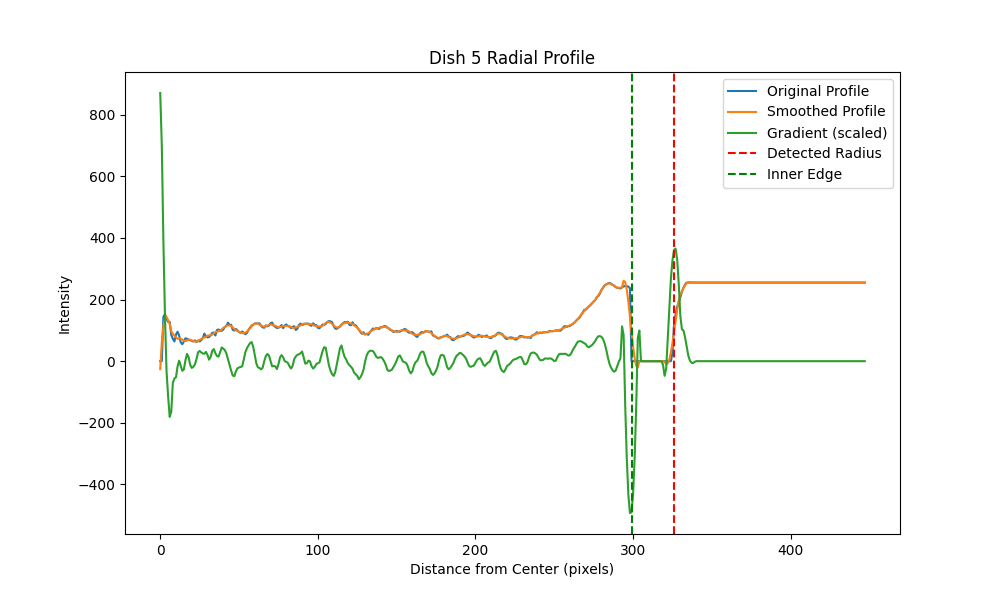 Dish 5 Radial Profile
Original Profile
Smoothed Profile
Gradient (scaled)
Detected Radius
Inner Edge
Intensity
800
600
400
200
0
−200
−400
0 100 200 300 400
Distance from Center (pixels)